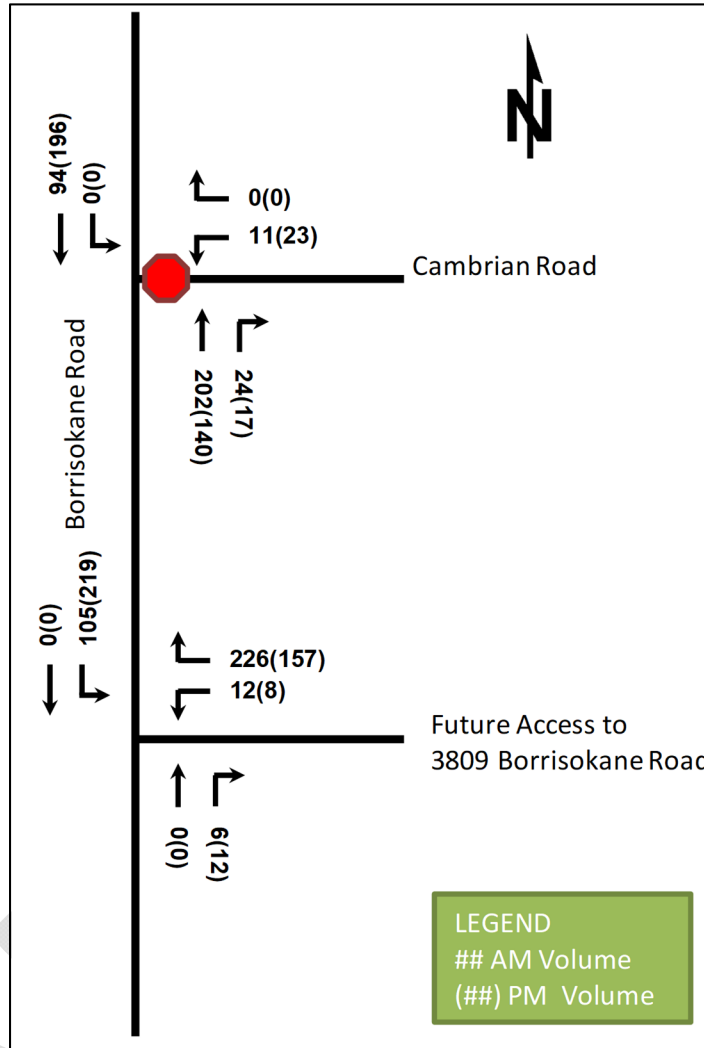 N
94(196)
0(0)
0(0)
11(23)
Cambrian Road
202(140)
24(17)
Borrisokane Road
0(0)
105(219)
226(157)
12(8)
Future Access to
3809 Borrisokane Road
0(0)
6(12)
LEGEND
## AM Volume
(##) PM Volume